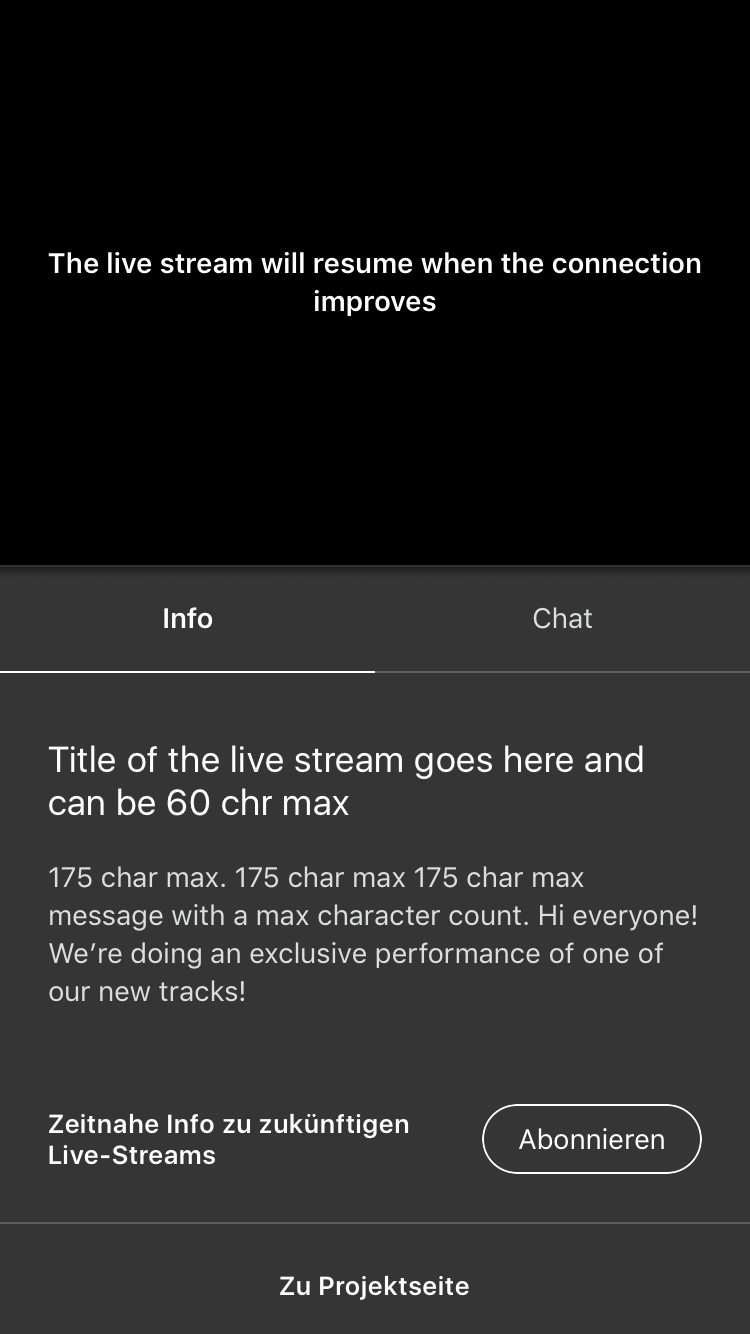 The live stream will resume when the connection
improves
Info
Chat
Title of the live stream goes here and
can be 60 chr max
175 char max. 175 char max 175 char max
message with a max character count. Hi everyone!
We’re doing an exclusive performance of one of
our new tracks!
Zeitnahe Info zu zukünftigen
Live-Streams
Abonnieren
Zu Projektseite